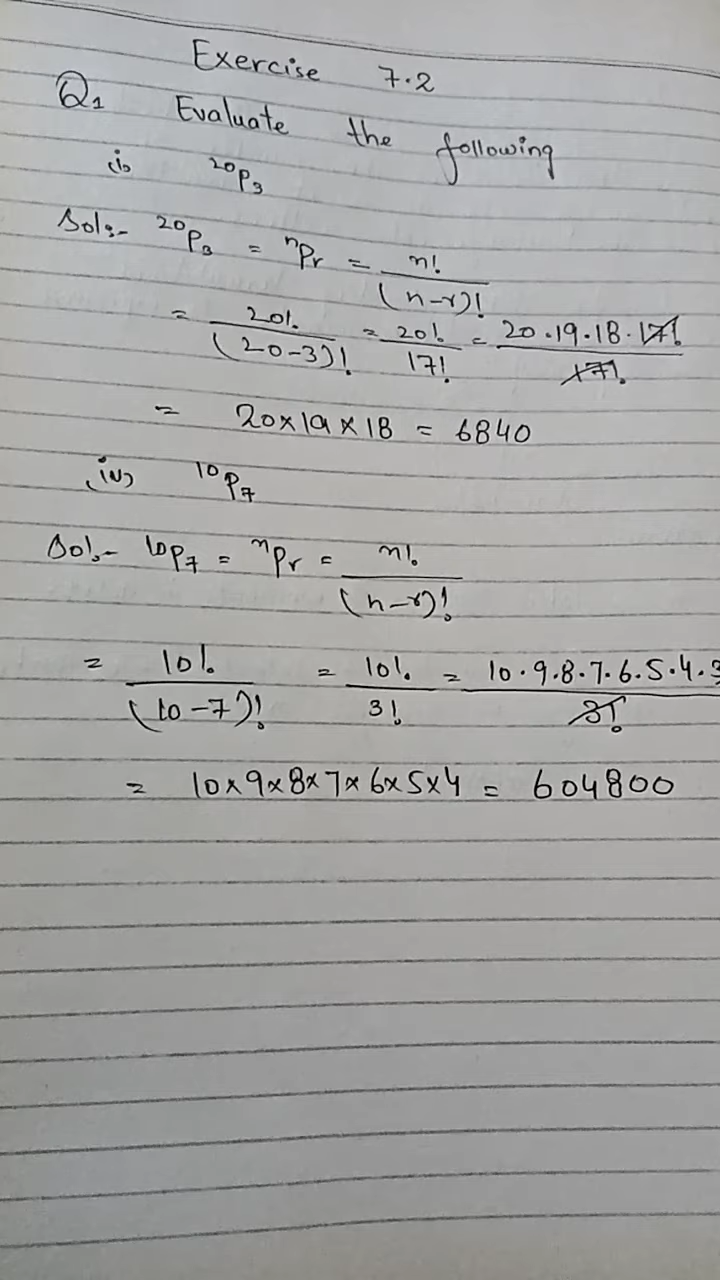 Exercise 7.2
Q1 Evaluate the following
(i) ²⁰P₃
Sol:- ²⁰P₃ = ⁿPr = n!/(n-r)!
= 20!/(20-3)! = 20!/17! = 20·19·18·17!/17!
= 20×19×18 = 6840
(iv) ¹⁰P₇
Sol:- ¹⁰P₇ = ⁿPr = n!/(n-r)!
= 10!/(10-7)! = 10!/3! = 10·9·8·7·6·5·4·3/3!
= 10×9×8×7×6×5×4 = 604800